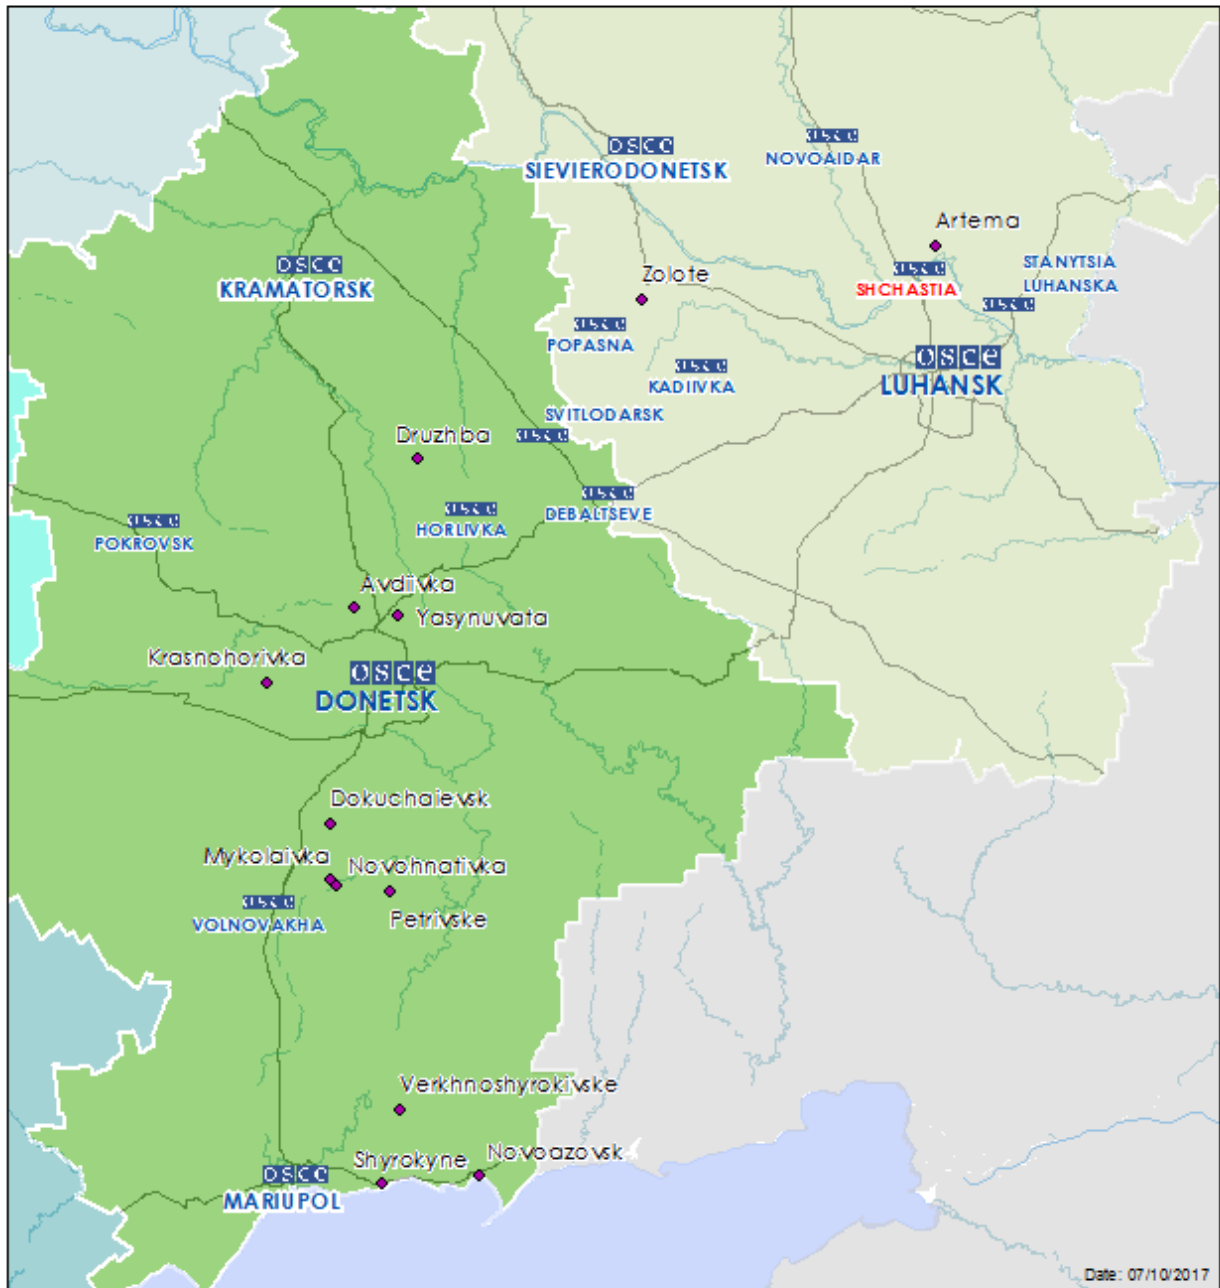 osce
SIEVIERODONETSK
osce
NOVOAIDAR
Artema
STANYTSIA
LUHANSKA
osce
osce
SHCHASTIA
osce
KRAMATORSK
Zolote
osce
POPASNA
osce
KADIIVKA
osce
LUHANSK
SVITLODARSK
osce
Druzhba
osce
DEBALTSEVE
osce
HORLIVKA
osce
POKROVSK
Avdiivka
Yasynuvata
Krasnohorivka
osce
DONETSK
Dokuchaievsk
Mykolaivka
Novohnativka
Petrivske
osce
VOLNOVAKHA
Verkhnoshyrokivske
Shyrokyne
Novoazovsk
osce
MARIUPOL
Date: 07/10/2017